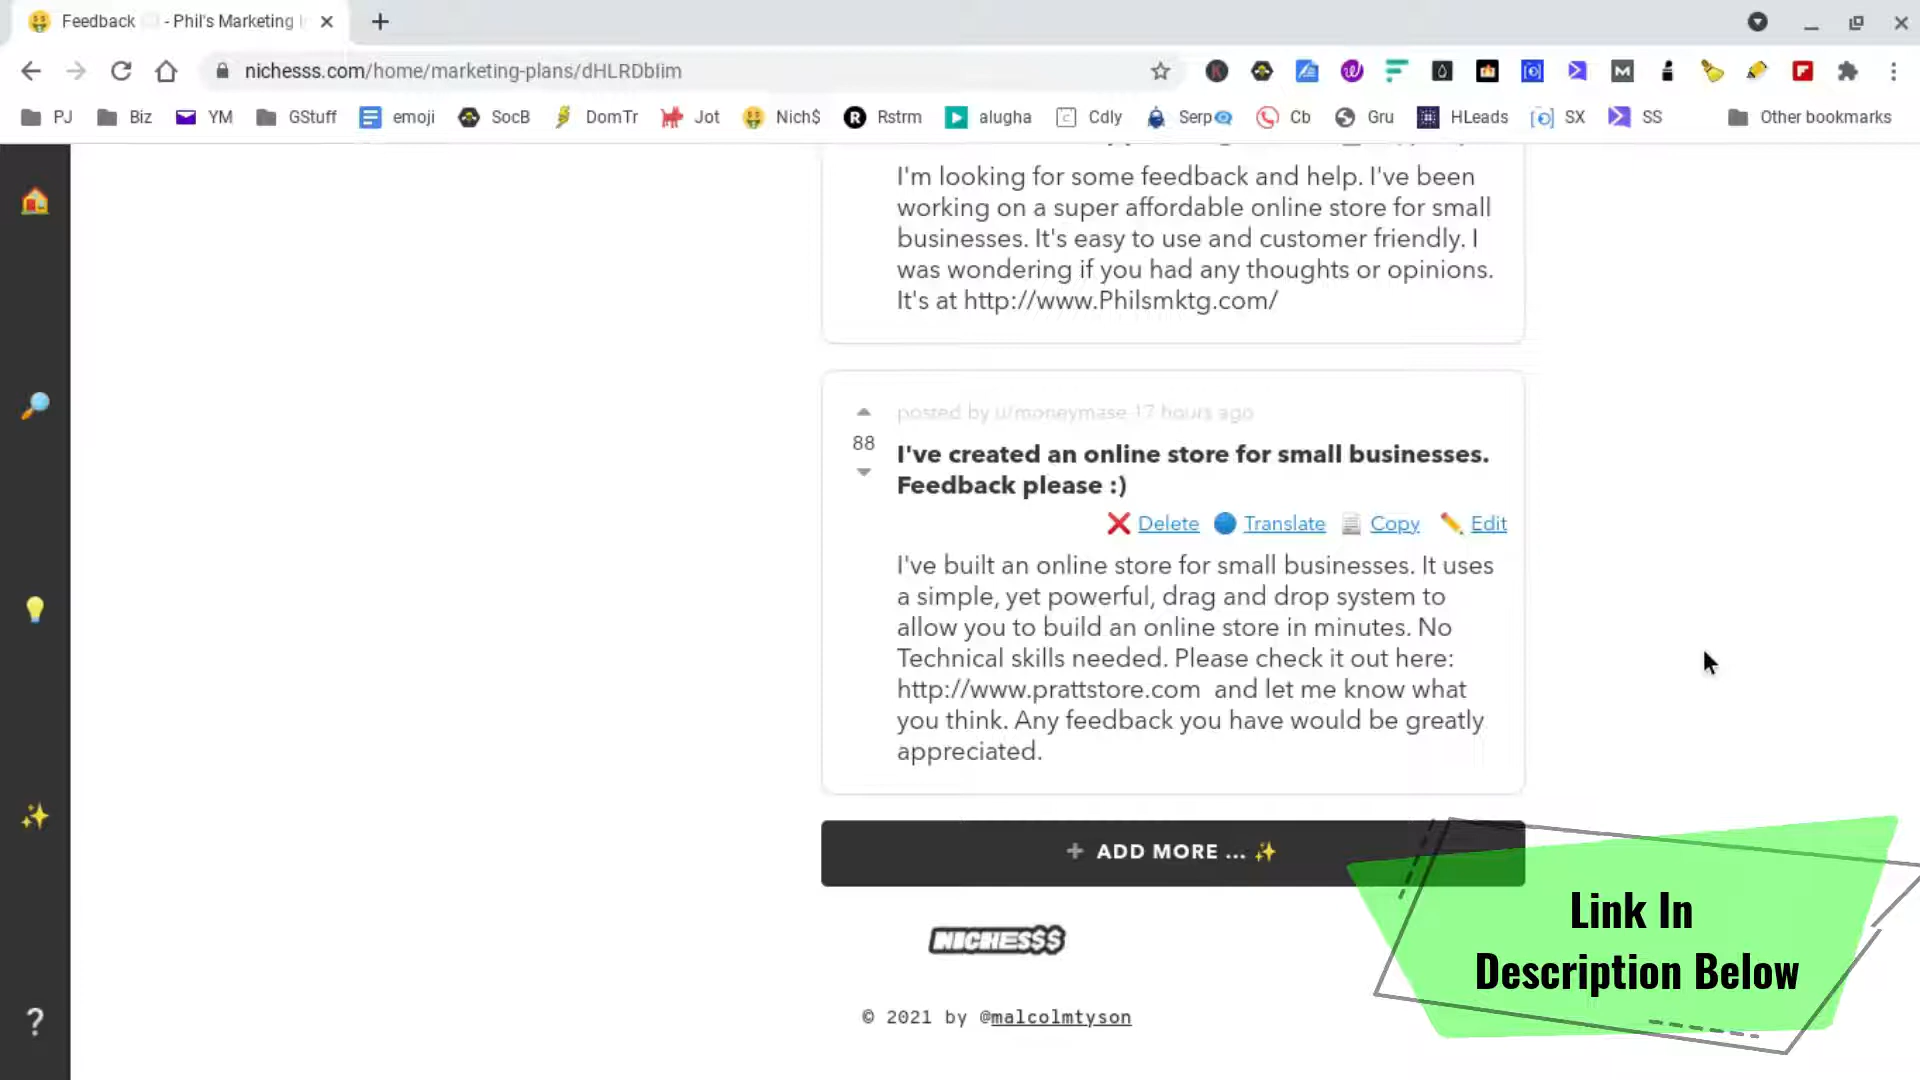 Feedback - Phil's Marketing
nichesss.com/home/marketing-plans/dHLRDbIim
PJ Biz YM GStuff emoji SocB DomTr Jot Nich$ Rstrm alugha Cdly Serp Cb Gru HLeads SX SS Other bookmarks
I'm looking for some feedback and help. I've been
working on a super affordable online store for small
businesses. It's easy to use and customer friendly. I
was wondering if you had any thoughts or opinions.
It's at http://www.Philsmktg.com/
posted by u/moneymase 17 hours ago
88
I've created an online store for small businesses.
Feedback please :)
Delete Translate Copy Edit
I've built an online store for small businesses. It uses
a simple, yet powerful, drag and drop system to
allow you to build an online store in minutes. No
Technical skills needed. Please check it out here:
http://www.prattstore.com and let me know what
you think. Any feedback you have would be greatly
appreciated.
+ ADD MORE ...
NICHES$$
© 2021 by @malcolmtyson
?
Link In
Description Below